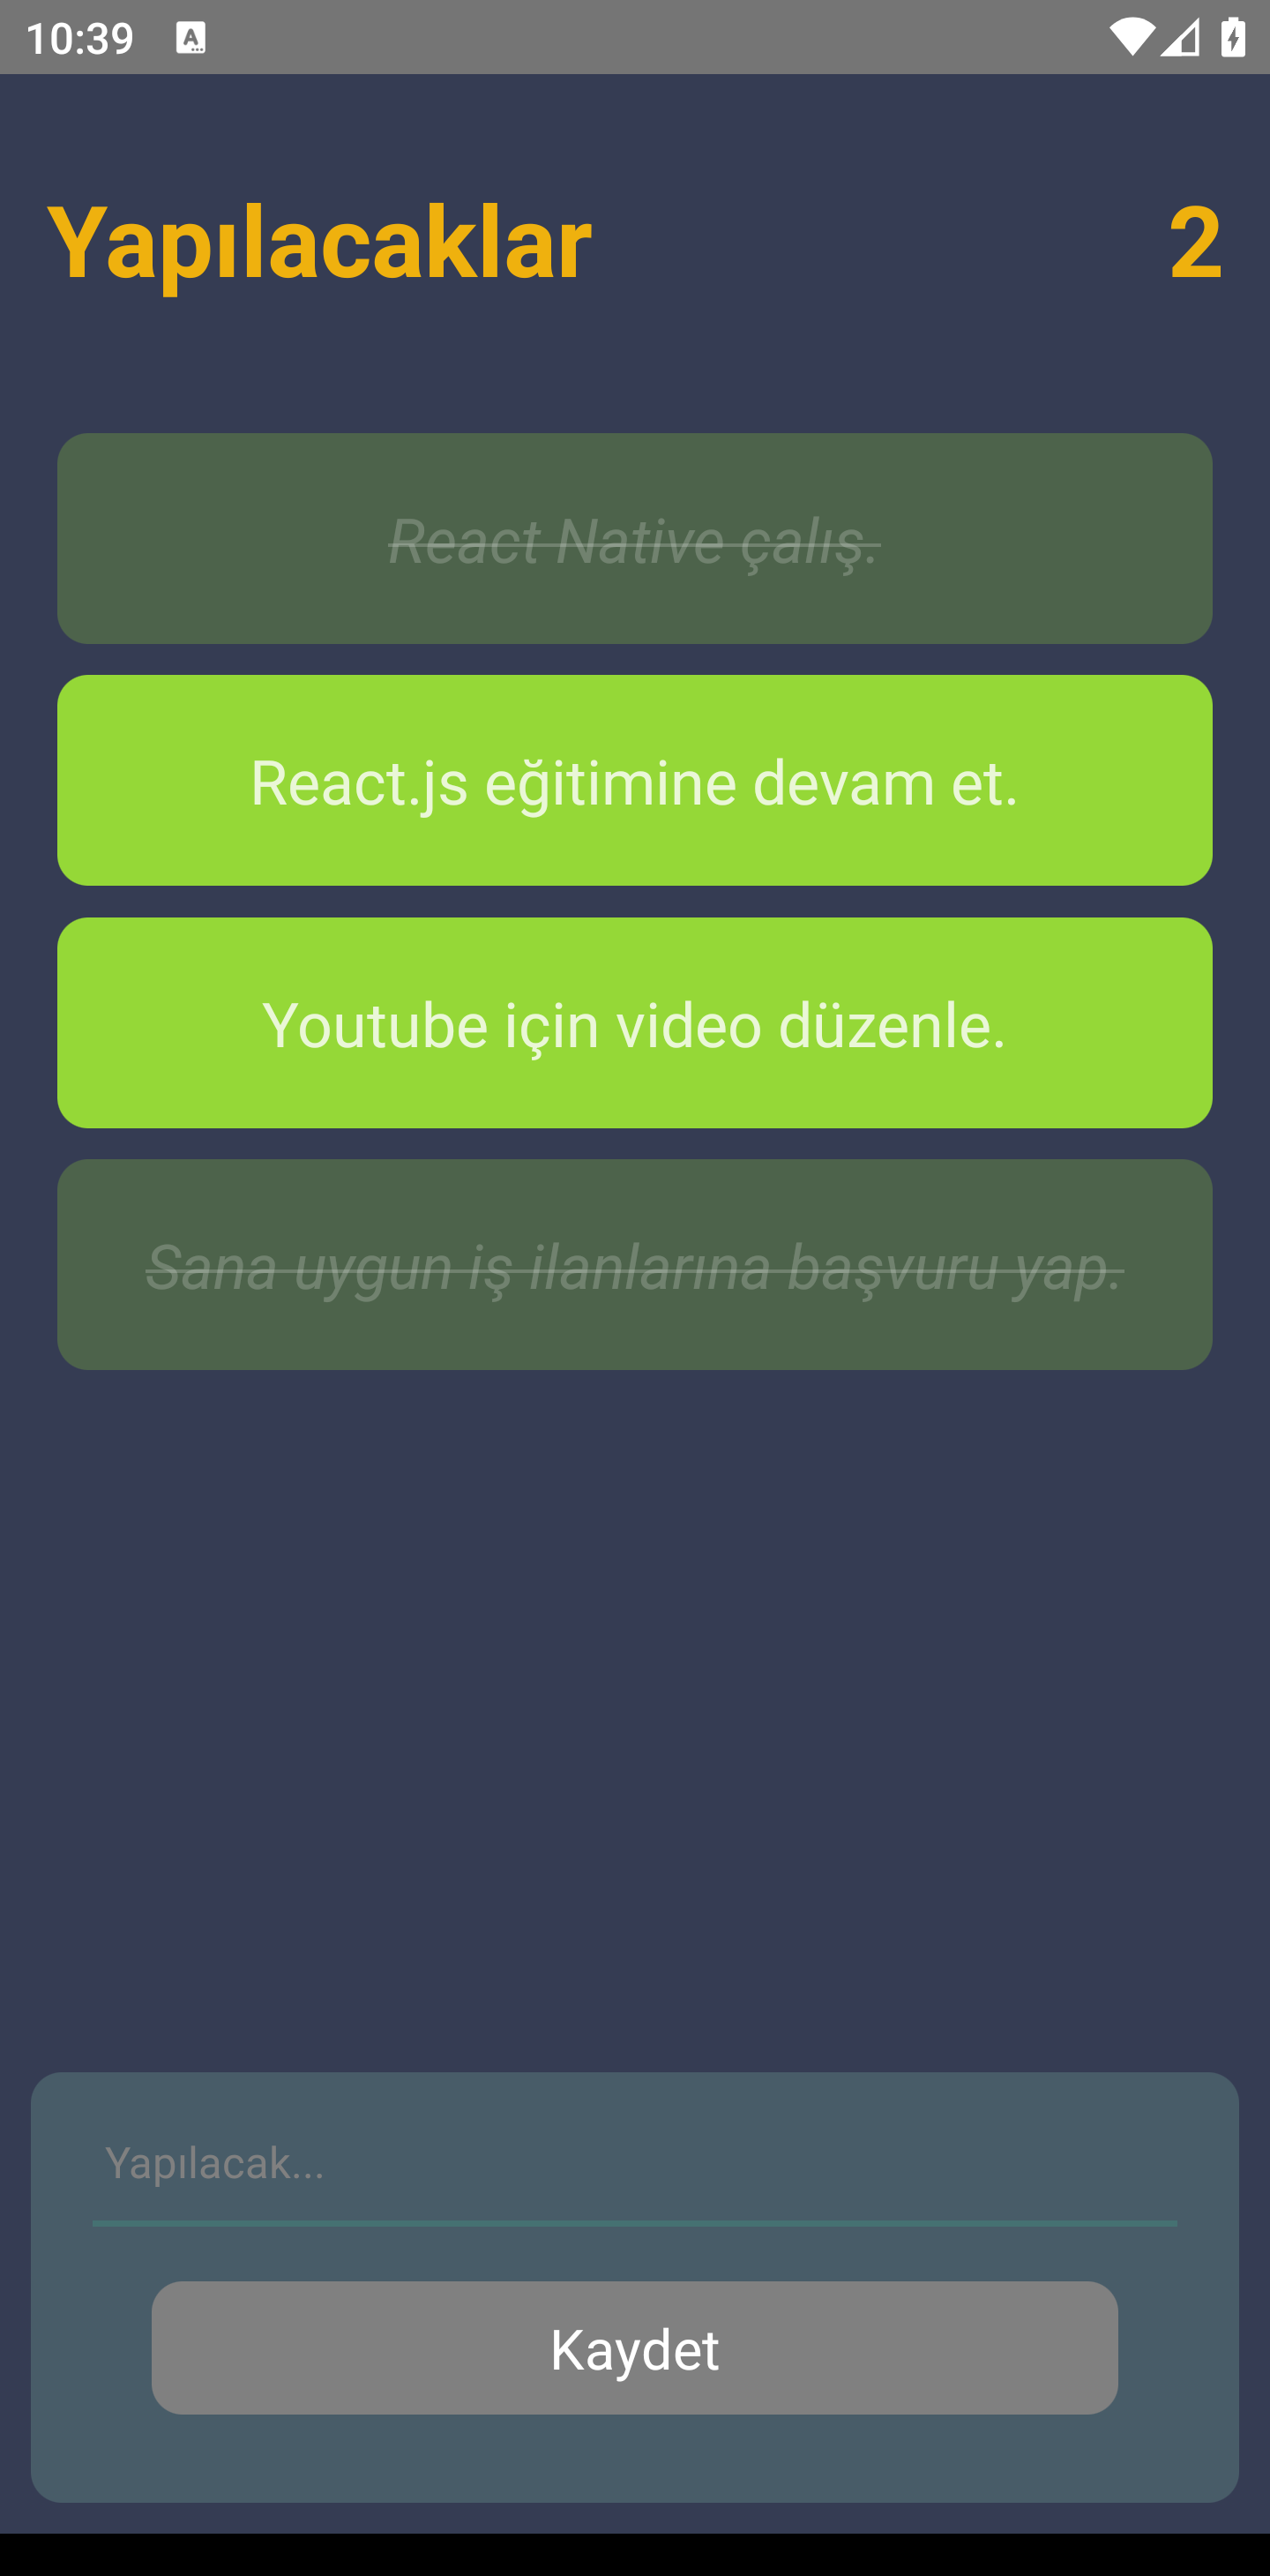 10:39
Yapılacaklar 2
React Native çalış.
React.js eğitimine devam et.
Youtube için video düzenle.
Sana uygun iş ilanlarına başvuru yap.
Yapılacak...
Kaydet